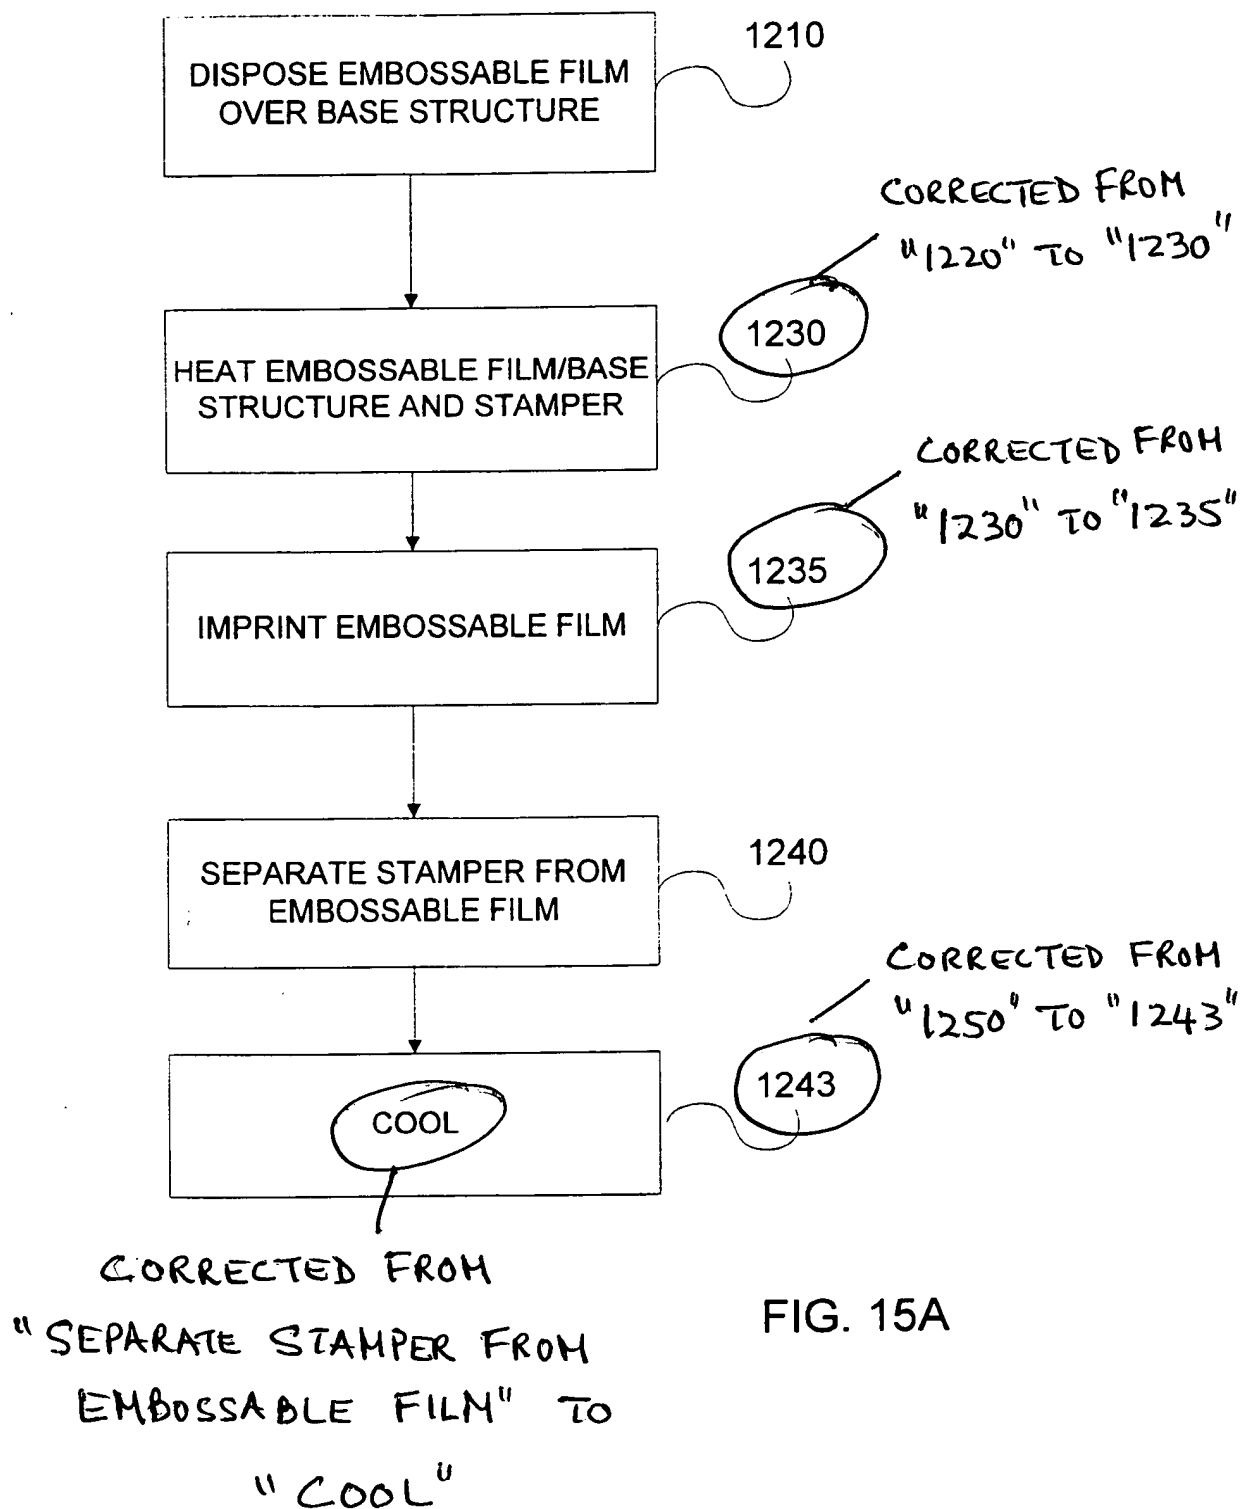 DISPOSE EMBOSSABLE FILM
OVER BASE STRUCTURE
1210
CORRECTED FROM
"1220" TO "1230"
HEAT EMBOSSABLE FILM/BASE
STRUCTURE AND STAMPER
1230
CORRECTED FROM
"1230" TO "1235"
IMPRINT EMBOSSABLE FILM
1235
SEPARATE STAMPER FROM
EMBOSSABLE FILM
1240
CORRECTED FROM
"1250" TO "1243"
COOL
1243
CORRECTED FROM
"SEPARATE STAMPER FROM
EMBOSSABLE FILM" TO
"COOL"
FIG. 15A